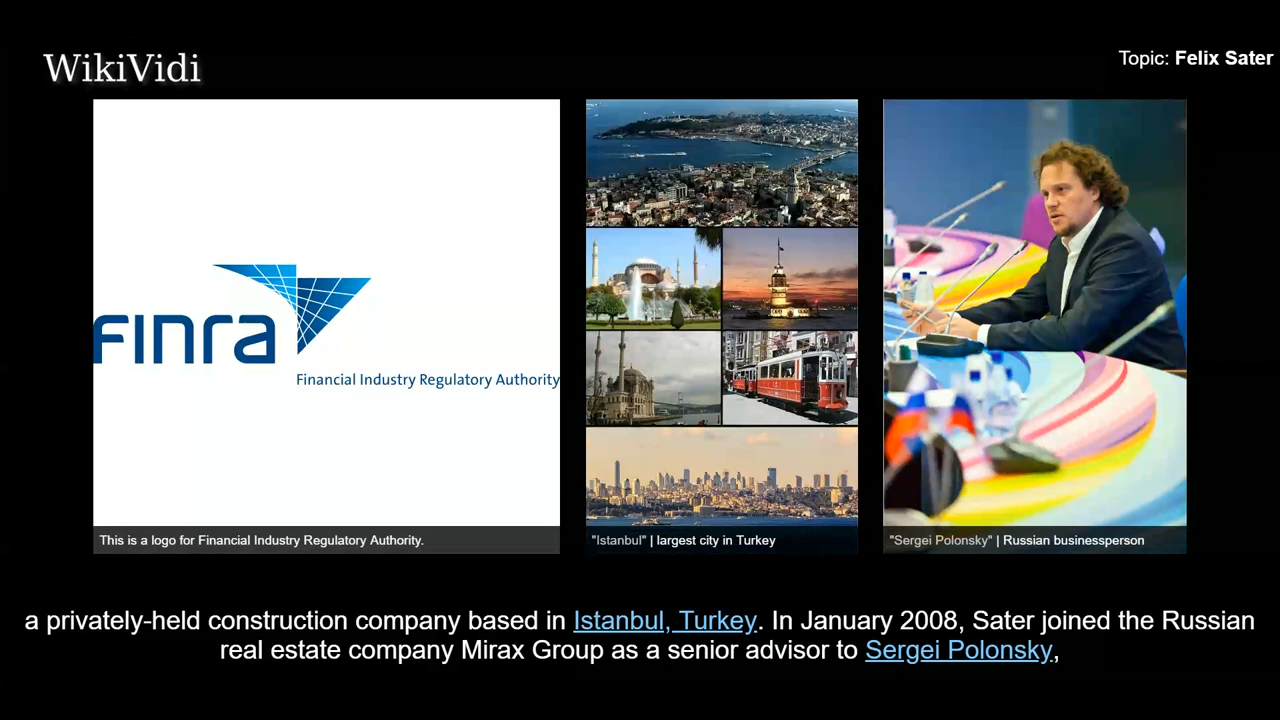 WikiVidi
Topic: Felix Sater
finra
Financial Industry Regulatory Authority
This is a logo for Financial Industry Regulatory Authority.
"Istanbul" | largest city in Turkey
"Sergei Polonsky" | Russian businessperson
a privately-held construction company based in Istanbul, Turkey. In January 2008, Sater joined the Russian
real estate company Mirax Group as a senior advisor to Sergei Polonsky,